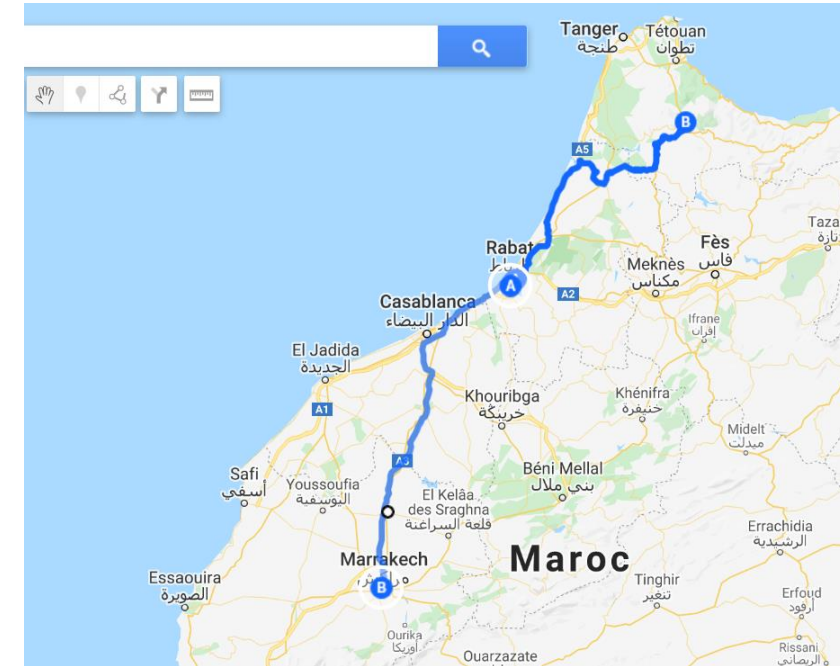 Tanger
طنجة
Tétouan
تطوان
B
A5
Taza
تازة
Rabat
Fès
فاس
Meknès
مكناس
A
A2
Casablanca
الدار البيضاء
Ifrane
إفران
El Jadida
الجديدة
Khouribga
خريبكة
Khénifra
خنيفرة
A1
Midelt
ميدلت
A3
Béni Mellal
بني ملال
Safi
أسفي
Youssoufia
اليوسفية
El Kelâa
des Sraghna
قلعة السراغنة
Errachidia
الرشيدية
Marrakech
Maroc
B
Essaouira
الصويرة
Tinghir
تنغير
Erfoud
أرفود
Ourika
أوريكا
Ouarzazate
Rissani
الريصاني